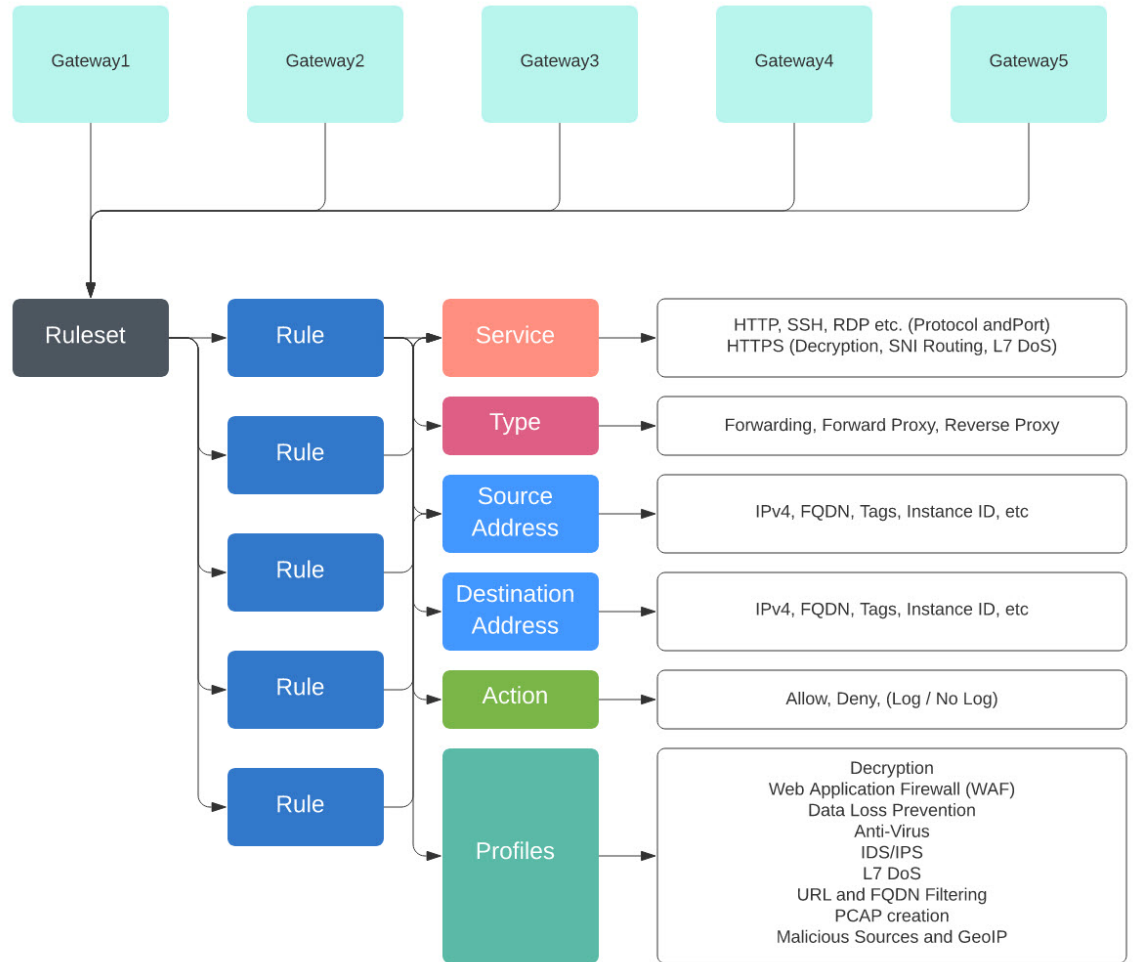 Gateway1
Gateway2
Gateway3
Gateway4
Gateway5
Ruleset
Rule
Rule
Rule
Rule
Rule
Service
HTTP, SSH, RDP etc. (Protocol andPort)
HTTPS (Decryption, SNI Routing, L7 DoS)
Type
Forwarding, Forward Proxy, Reverse Proxy
Source
Address
IPv4, FQDN, Tags, Instance ID, etc
Destination
Address
IPv4, FQDN, Tags, Instance ID, etc
Action
Allow, Deny, (Log / No Log)
Profiles
Decryption
Web Application Firewall (WAF)
Data Loss Prevention
Anti-Virus
IDS/IPS
L7 DoS
URL and FQDN Filtering
PCAP creation
Malicious Sources and GeoIP